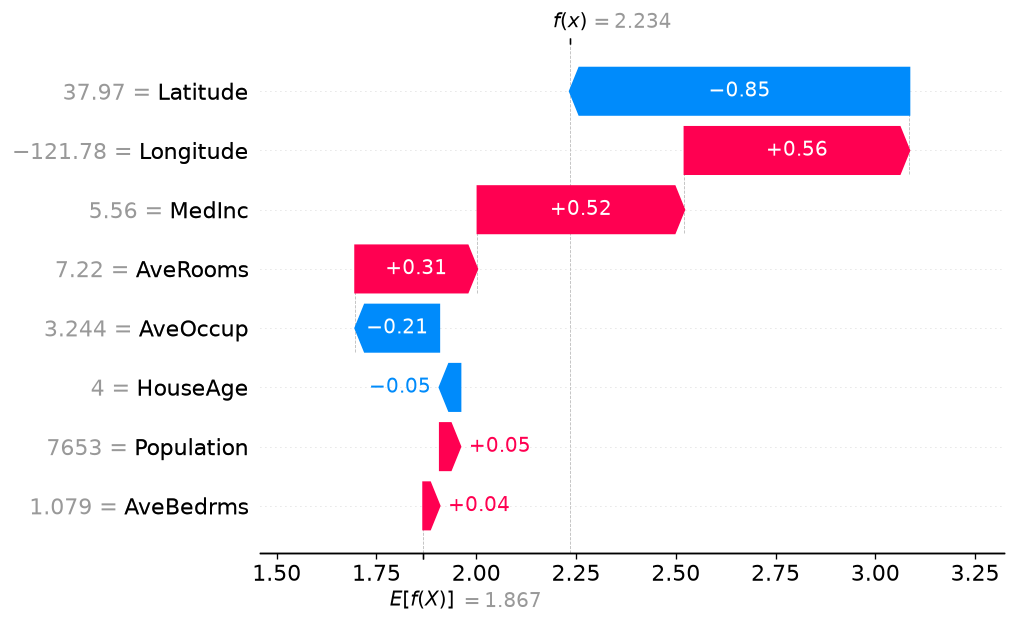 f(x) = 2.234
37.97 = Latitude −0.85
−121.78 = Longitude +0.56
5.56 = MedInc +0.52
7.22 = AveRooms +0.31
3.244 = AveOccup −0.21
4 = HouseAge −0.05
7653 = Population +0.05
1.079 = AveBedrms +0.04
1.50 1.75 2.00 2.25 2.50 2.75 3.00 3.25
E[f(X)] = 1.867